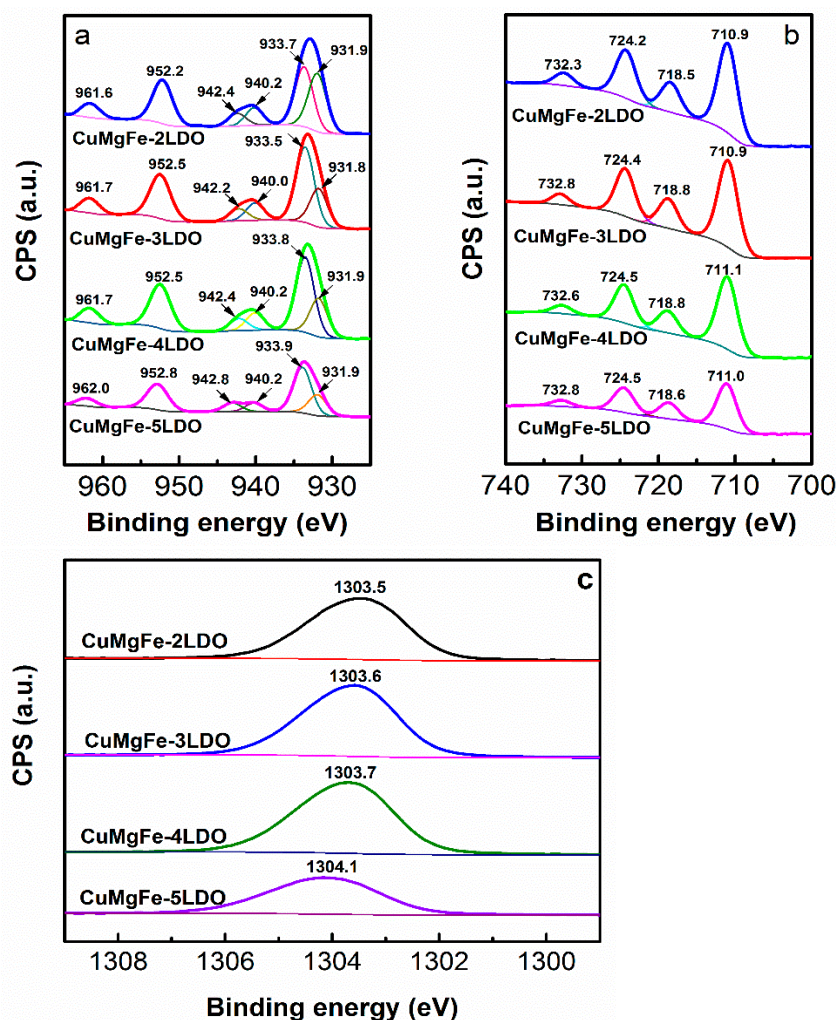 a
961.6
952.2
942.4
940.2
933.7
931.9
CuMgFe-2LDO
961.7
952.5
942.2
940.0
933.5
931.8
CuMgFe-3LDO
961.7
952.5
942.4
940.2
933.8
931.9
CuMgFe-4LDO
962.0
952.8
942.8
940.2
933.9
931.9
CuMgFe-5LDO
CPS (a.u.)
960 950 940 930
Binding energy (eV)
b
732.3
724.2
718.5
710.9
CuMgFe-2LDO
732.8
724.4
718.8
710.9
CuMgFe-3LDO
732.6
724.5
718.8
711.1
CuMgFe-4LDO
732.8
724.5
718.6
711.0
CuMgFe-5LDO
CPS (a.u.)
740 730 720 710 700
Binding energy (eV)
c
1303.5
CuMgFe-2LDO
1303.6
CuMgFe-3LDO
1303.7
CuMgFe-4LDO
1304.1
CuMgFe-5LDO
CPS (a.u.)
1308 1306 1304 1302 1300
Binding energy (eV)